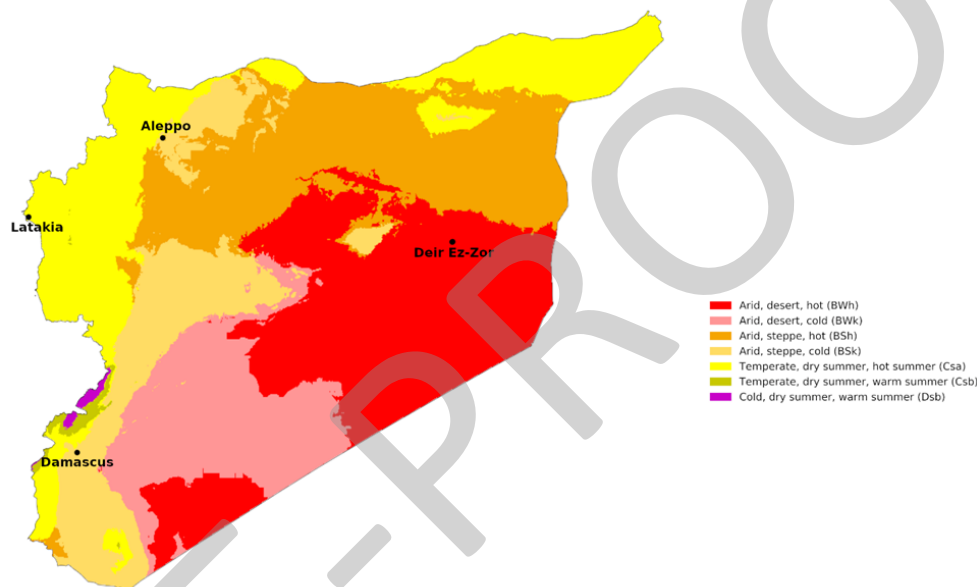 Aleppo
Latakia
Deir Ez-Zor
Arid, desert, hot (BWh)
Arid, desert, cold (BWk)
Arid, steppe, hot (BSh)
Arid, steppe, cold (BSk)
Temperate, dry summer, hot summer (Csa)
Temperate, dry summer, warm summer (Csb)
Cold, dry summer, warm summer (Dsb)
Damascus
-PROO